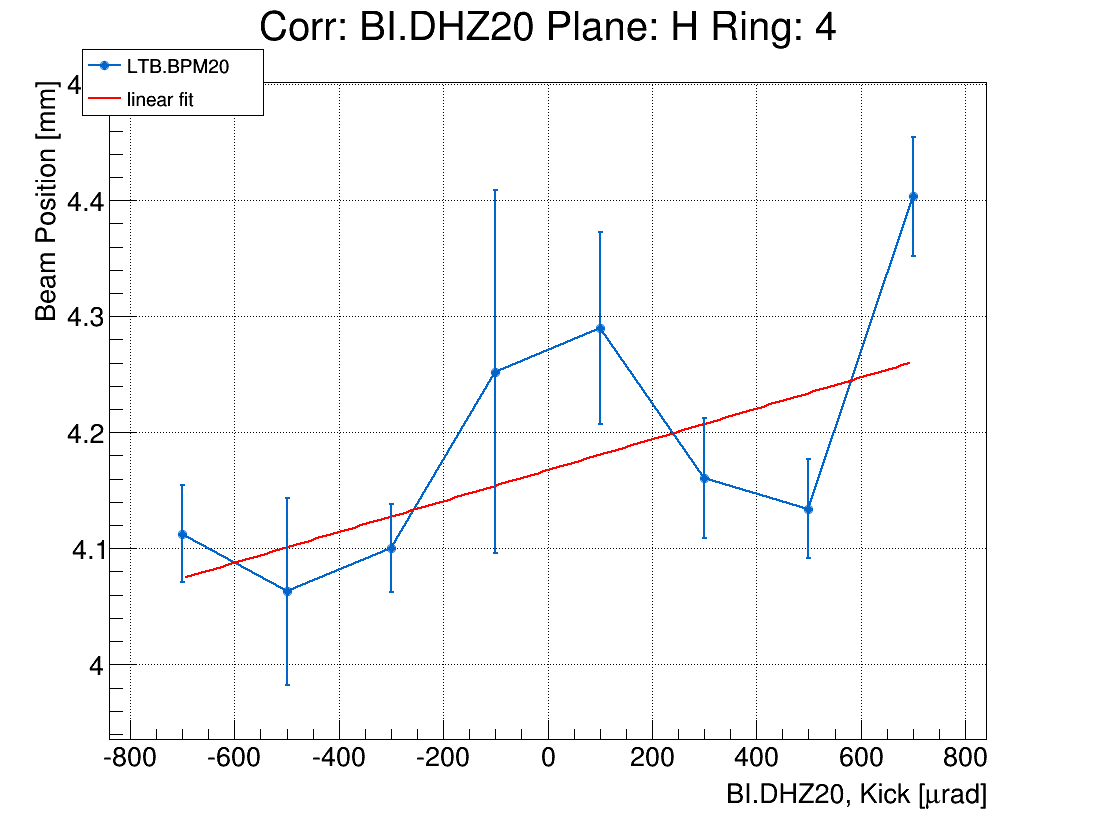 Corr: BI.DHZ20 Plane: H Ring: 4
LTB.BPM20
linear fit
Beam Position [mm]
4
4.4
4.3
4.2
4.1
4
-800 -600 -400 -200 0 200 400 600 800
BI.DHZ20, Kick [μrad]